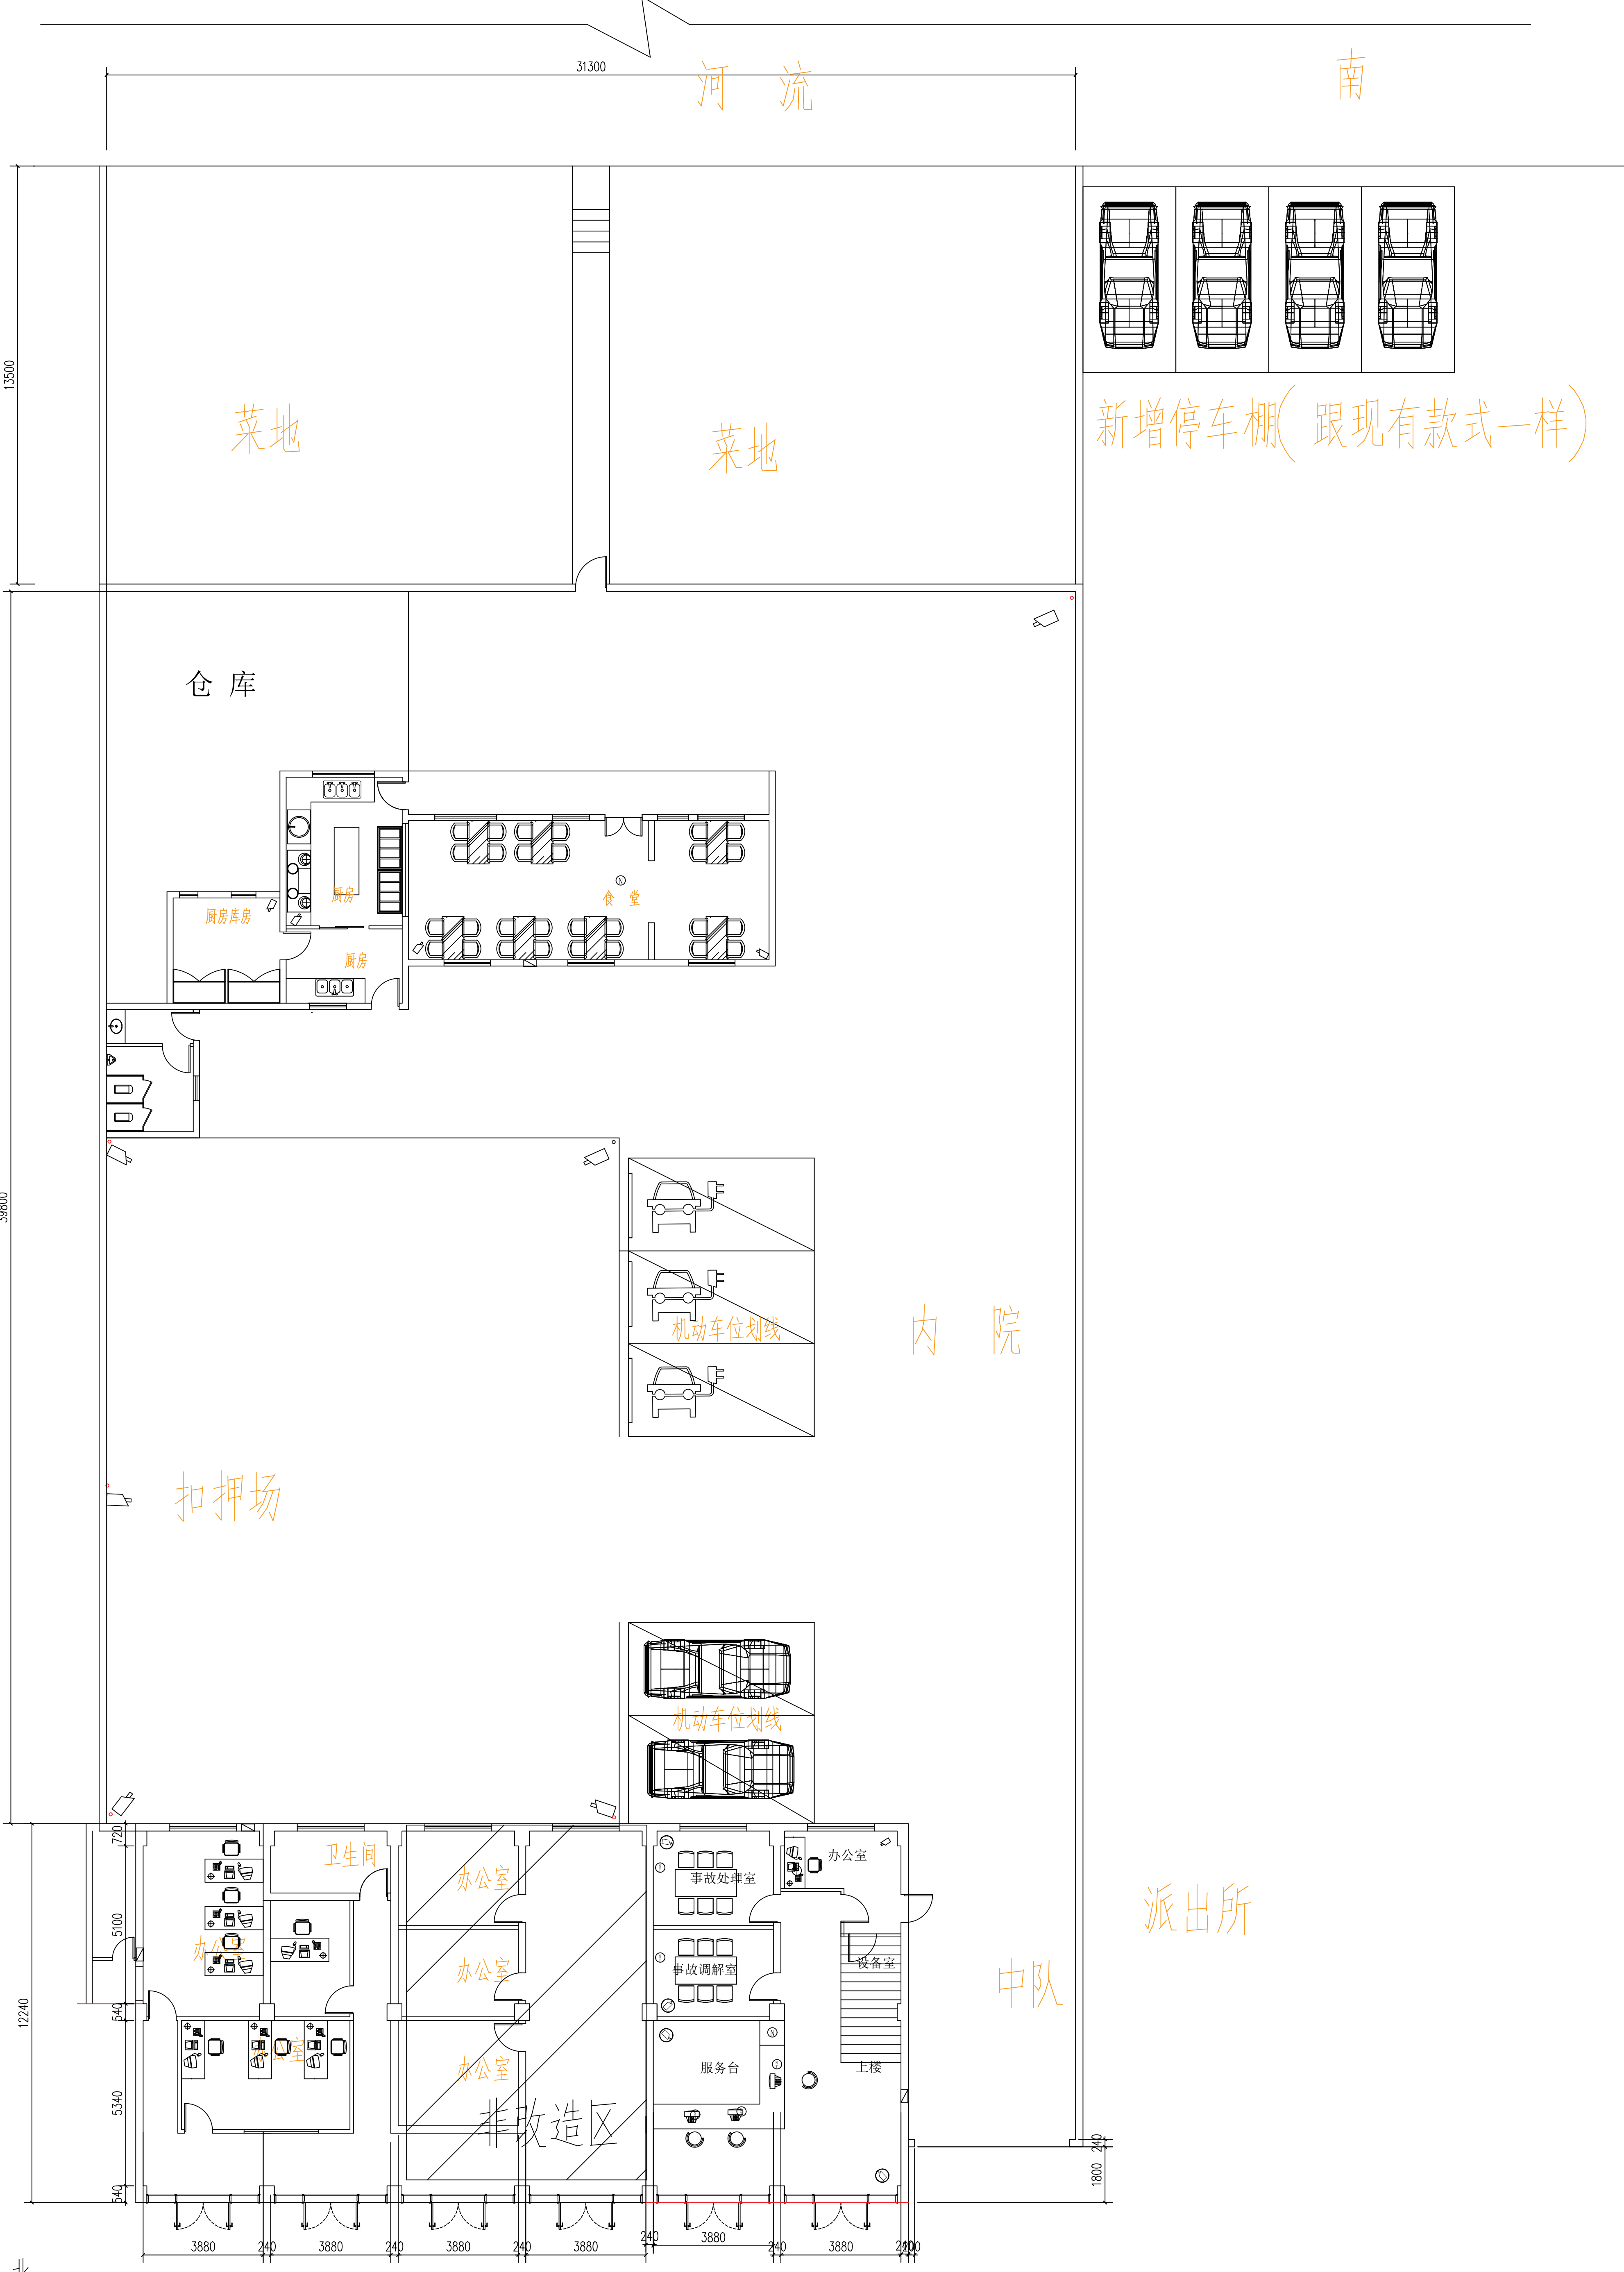 31300
河 流
南
13500
新增停车棚(跟现有款式一样)
菜地
菜地
仓 库
厨房
厨房库房
食 堂
N
厨房
39800
机动车位划线
内 院
扣押场
机动车位划线
720
卫生间
办公室
事故处理室
办公室
派出所
5100
办公室
办公室
事故调解室
设备室
中队
12240
540
办公室
办公室
服务台
N
上楼
5340
非改造区
240
1800
540
3880
240
3880
240
3880
240
3880
240
3880
240
3880
240
200
北